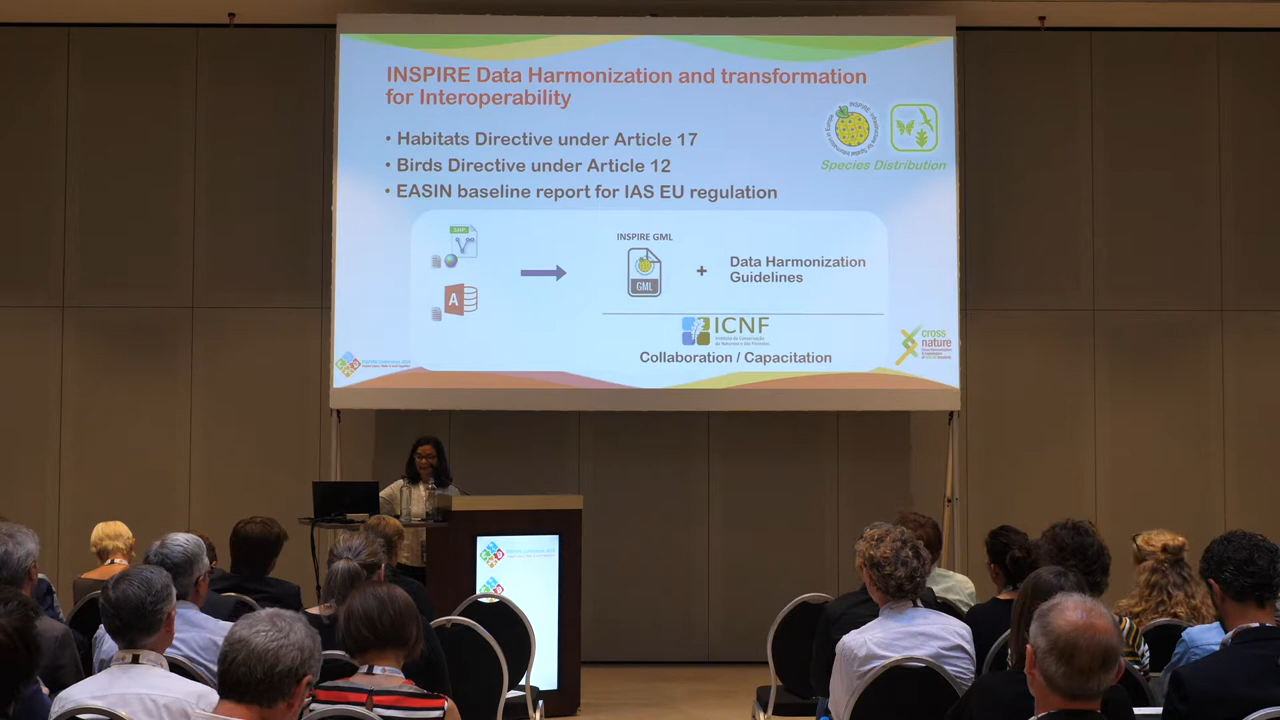 INSPIRE Data Harmonization and transformation
for Interoperability
• Habitats Directive under Article 17
• Birds Directive under Article 12
• EASIN baseline report for IAS EU regulation
Species Distribution
SHP
A
INSPIRE GML
GML
+
Data Harmonization
Guidelines
ICNF
Collaboration / Capacitation
cross
nature